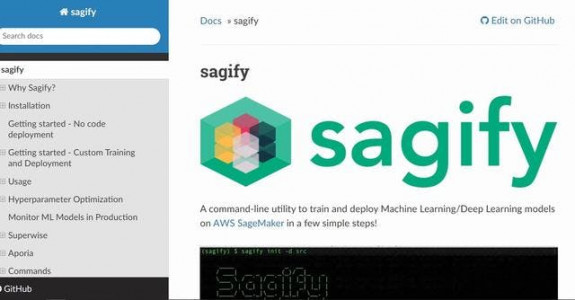 sagify
Search docs
sagify
Why Sagify?
Installation
Getting started - No code
deployment
Getting started - Custom Training
and Deployment
Usage
Hyperparameter Optimization
Monitor ML Models in Production
Superwise
Aporia
Commands
GitHub
Docs » sagify
Edit on GitHub
sagify
sagify
A command-line utility to train and deploy Machine Learning/Deep Learning models
on AWS SageMaker in a few simple steps!
(sagify) $ sagify init -d src
Sagify